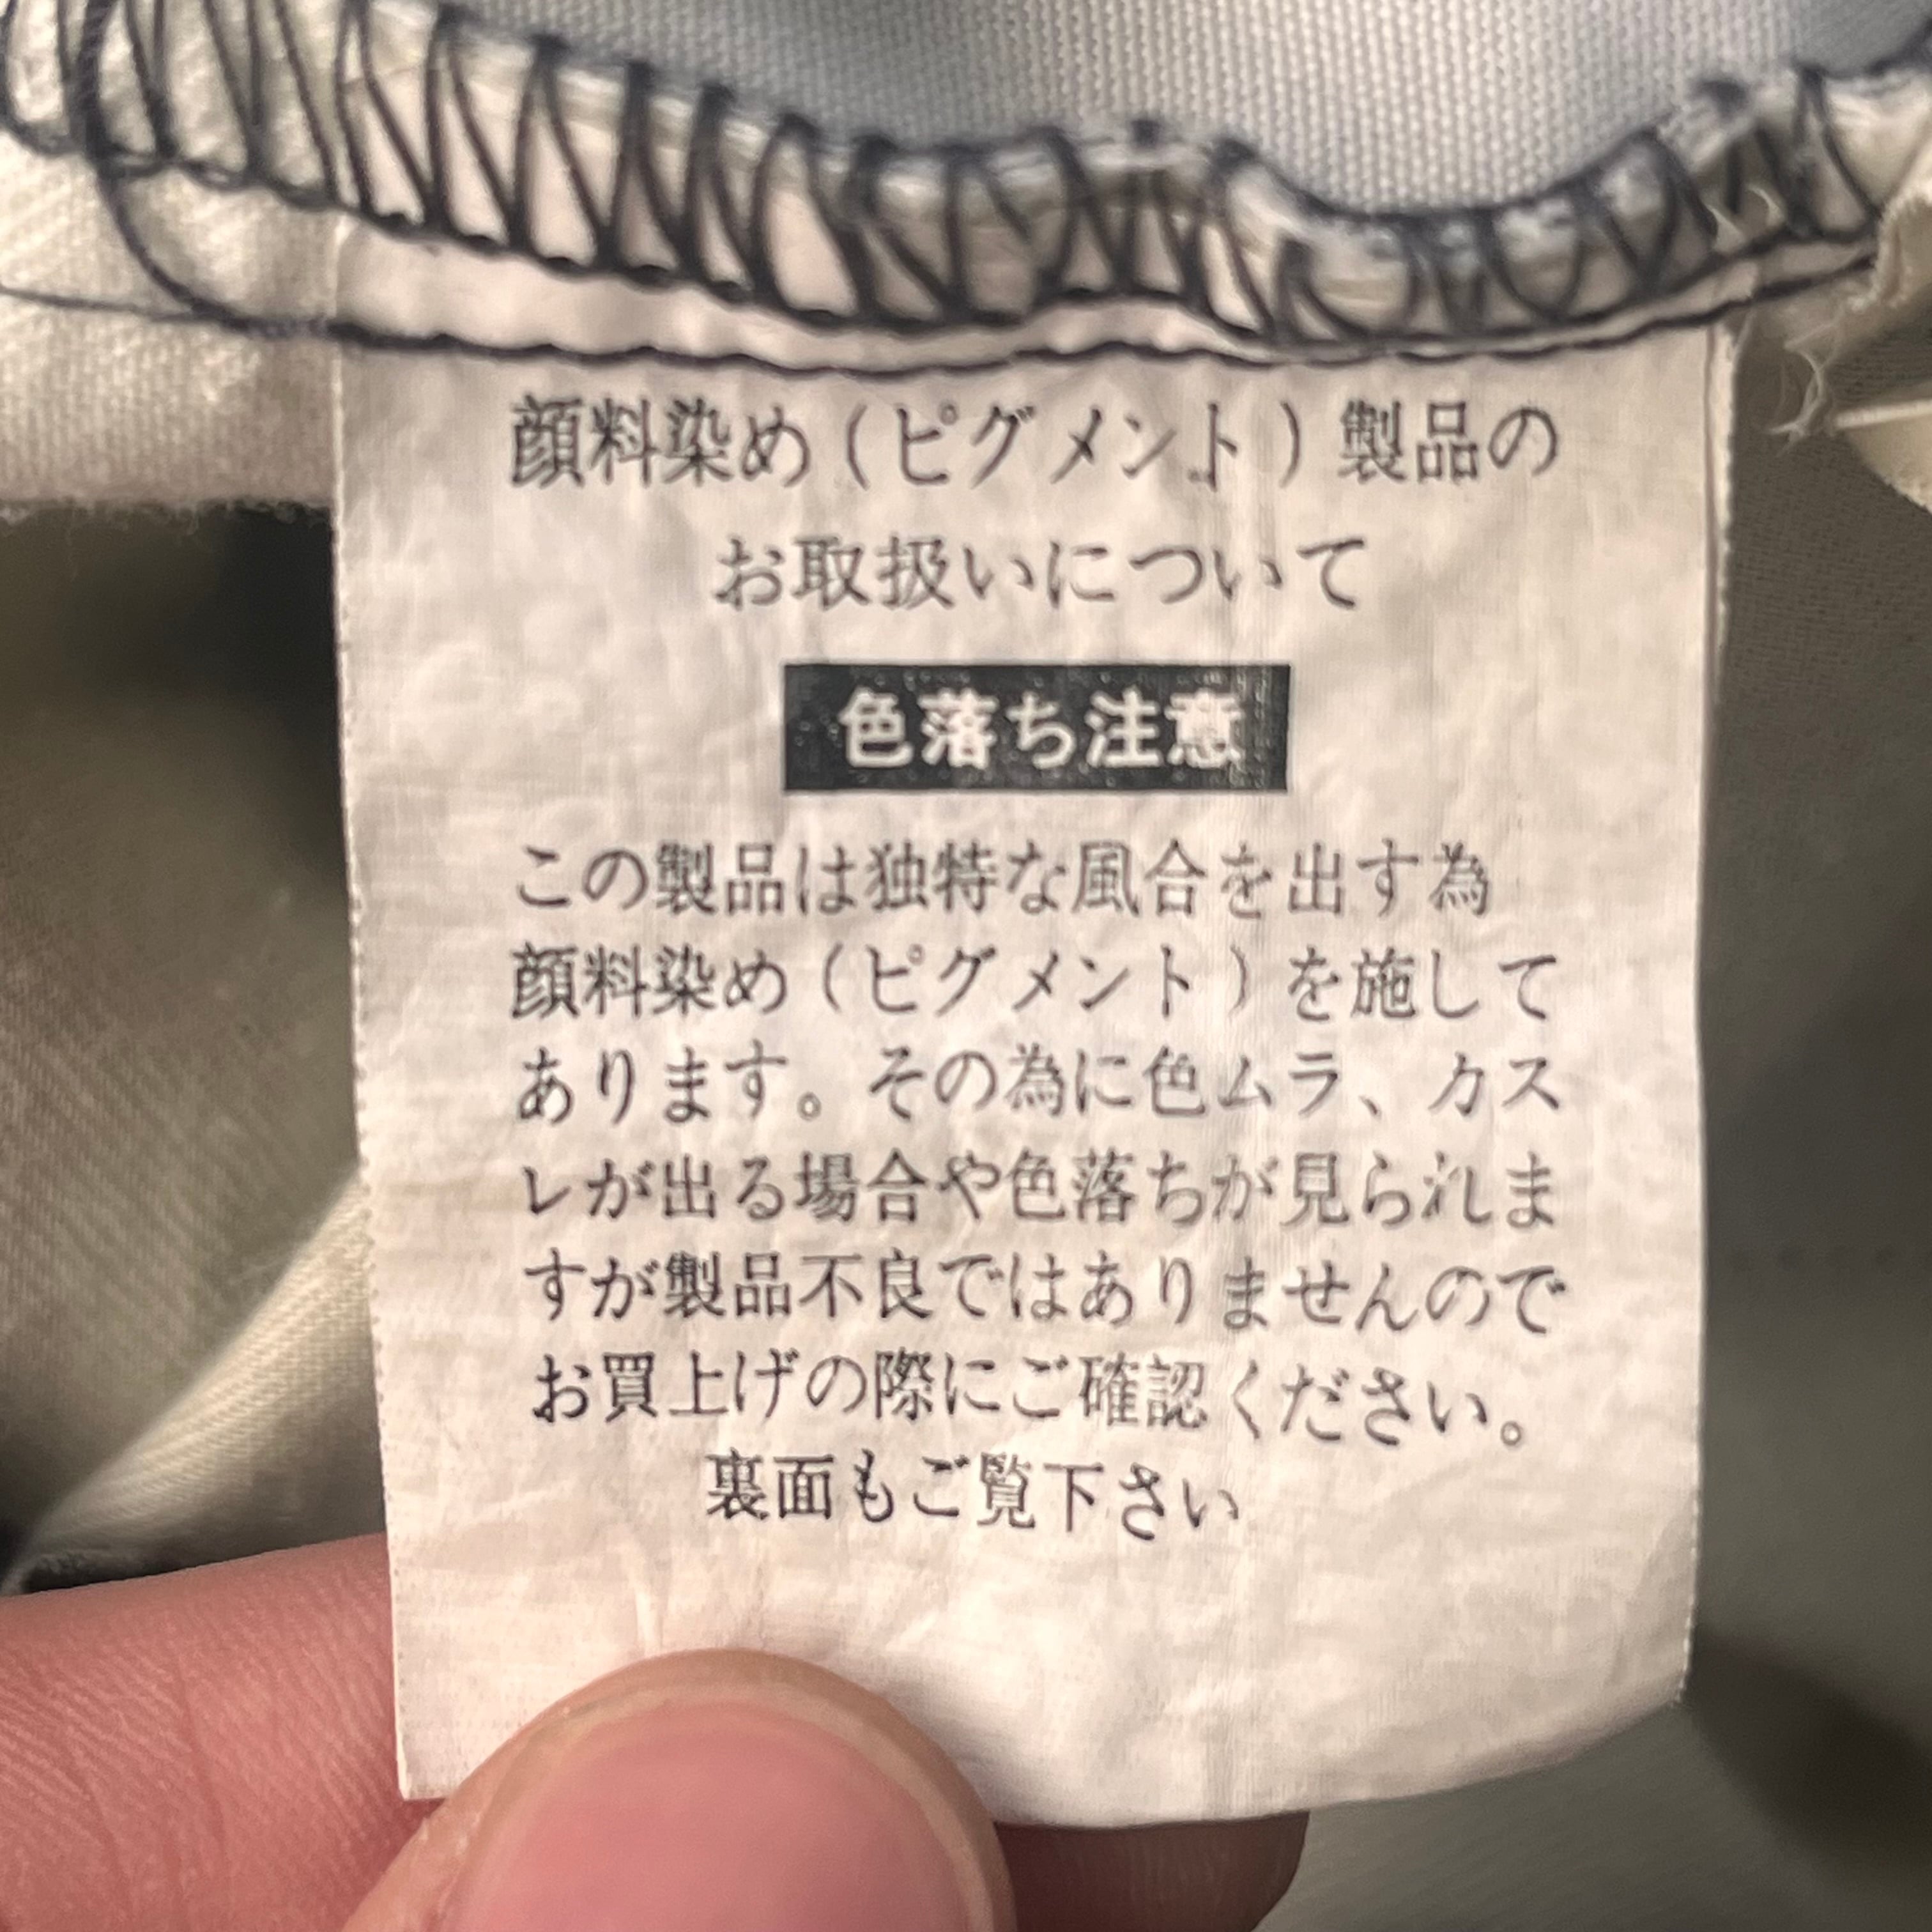 顔料染め(ピグメント)製品の
お取扱いについて
色落ち注意
この製品は独特な風合を出す為
顔料染め(ピグメント)を施して
あります。その為に色ムラ、カス
レが出る場合や色落ちが見られま
すが製品不良ではありませんので
お買上げの際にご確認ください。
裏面もご覧下さい